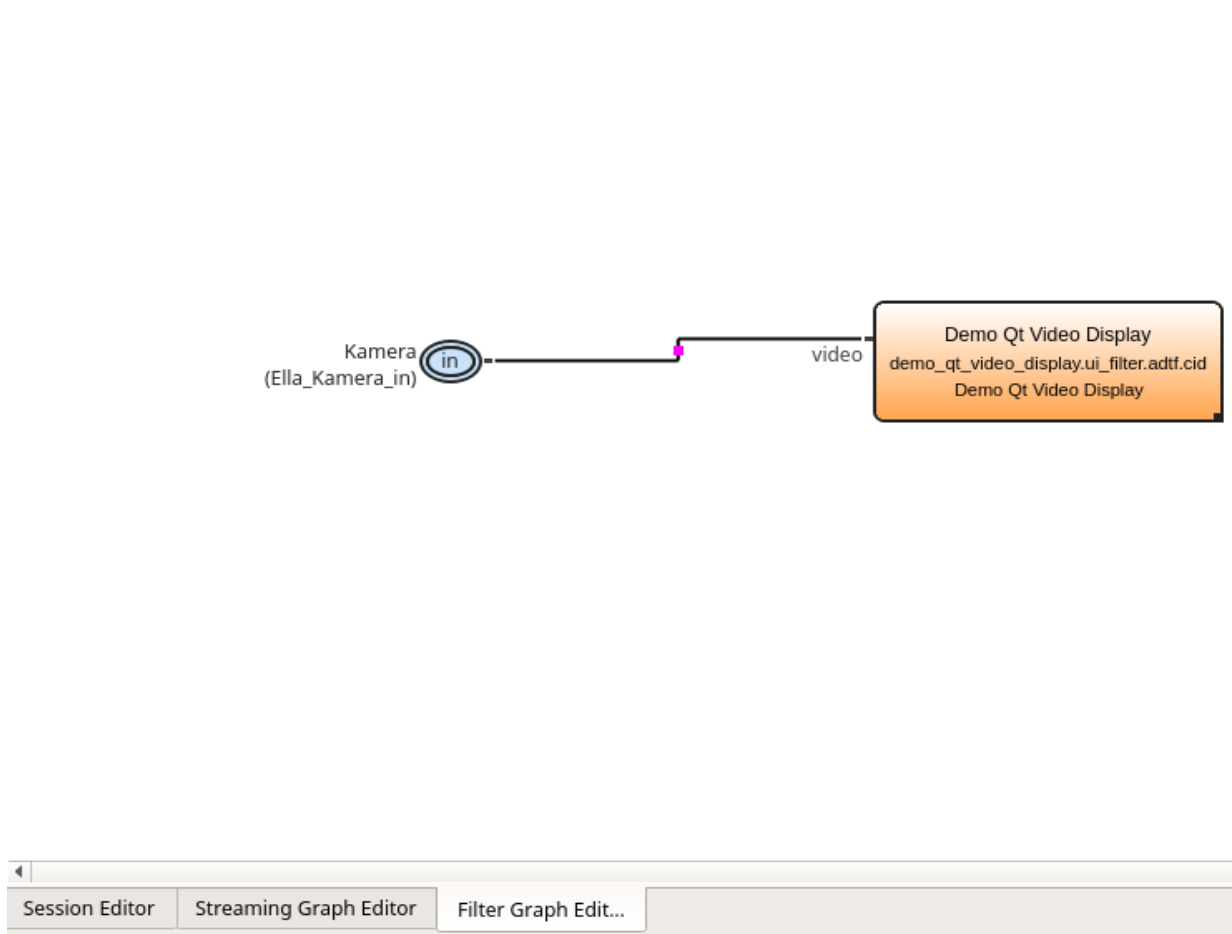 Kamera
(Ella_Kamera_in)
in
video
Demo Qt Video Display
demo_qt_video_display.ui_filter.adtf.cid
Demo Qt Video Display
Session Editor
Streaming Graph Editor
Filter Graph Edit...